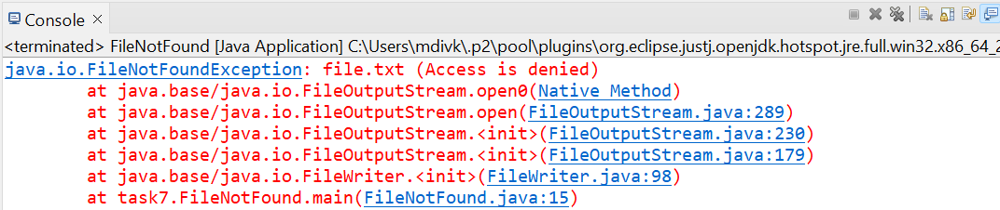 Console
<terminated> FileNotFound [Java Application] C:\Users\mdivk\.p2\pool\plugins\org.eclipse.justj.openjdk.hotspot.jre.full.win32.x86_64_2
java.io.FileNotFoundException: file.txt (Access is denied)
at java.base/java.io.FileOutputStream.open0(Native Method)
at java.base/java.io.FileOutputStream.open(FileOutputStream.java:289)
at java.base/java.io.FileOutputStream.<init>(FileOutputStream.java:230)
at java.base/java.io.FileOutputStream.<init>(FileOutputStream.java:179)
at java.base/java.io.FileWriter.<init>(FileWriter.java:98)
at task7.FileNotFound.main(FileNotFound.java:15)